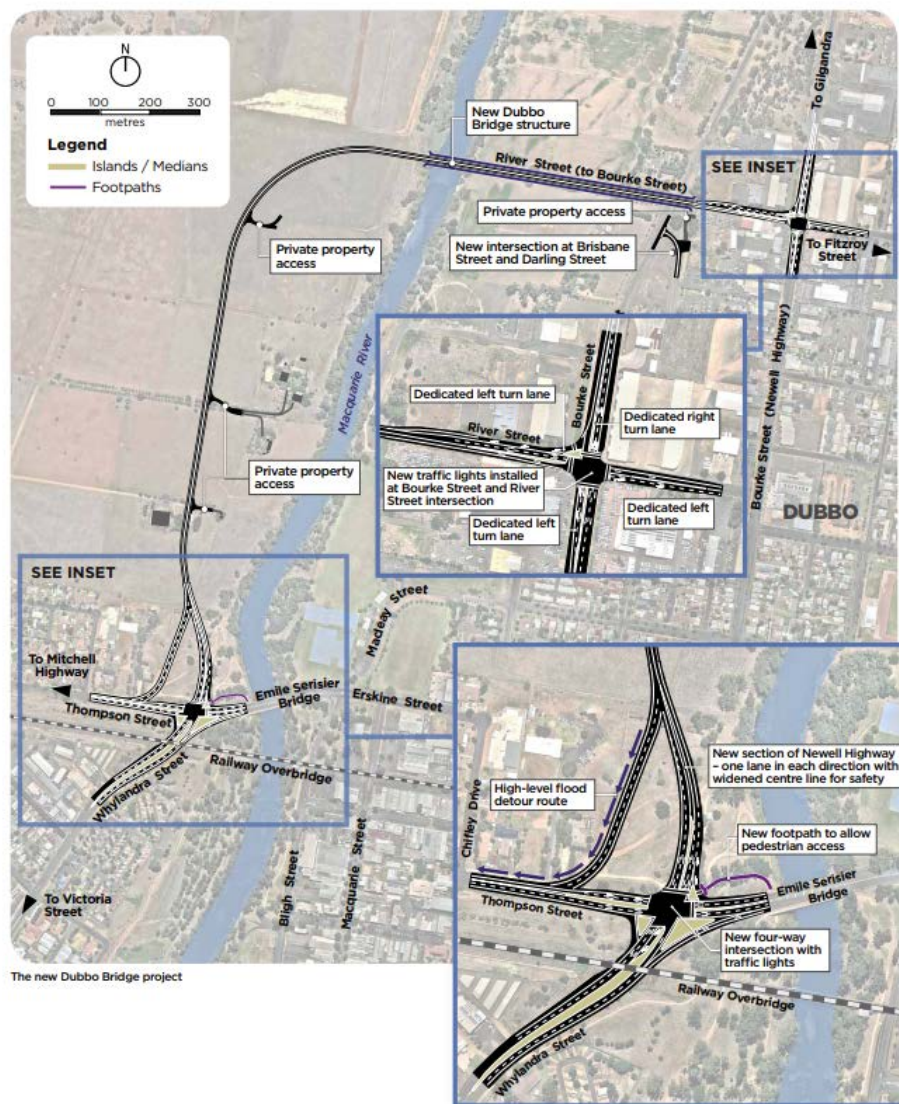 N
0 100 200 300
metres
Legend
Islands / Medians
Footpaths
New Dubbo
Bridge structure
To Gilgandra
River Street (to Bourke Street)
SEE INSET
Private property access
To Fitzroy
Street
New intersection at Brisbane
Street and Darling Street
Private property
access
Macquarie River
Bourke Street (Newell Highway)
Bourke Street
Dedicated left turn lane
River Street
Dedicated right
turn lane
New traffic lights installed
at Bourke Street and River
Street intersection
Dedicated left
turn lane
Dedicated left
turn lane
DUBBO
Private property
access
SEE INSET
Macleay Street
To Mitchell
Highway
Thompson Street
Emile Serisier
Bridge
Erskine Street
Railway Overbridge
Whylandra Street
To Victoria
Street
Bligh Street
Macquarie Street
New section of Newell Highway
- one lane in each direction with
widened centre line for safety
High-level flood
detour route
Chifley Drive
New footpath to allow
pedestrian access
Thompson Street
Emile Serisier
Bridge
New four-way
intersection with
traffic lights
Railway Overbridge
Whylandra Street
The new Dubbo Bridge project